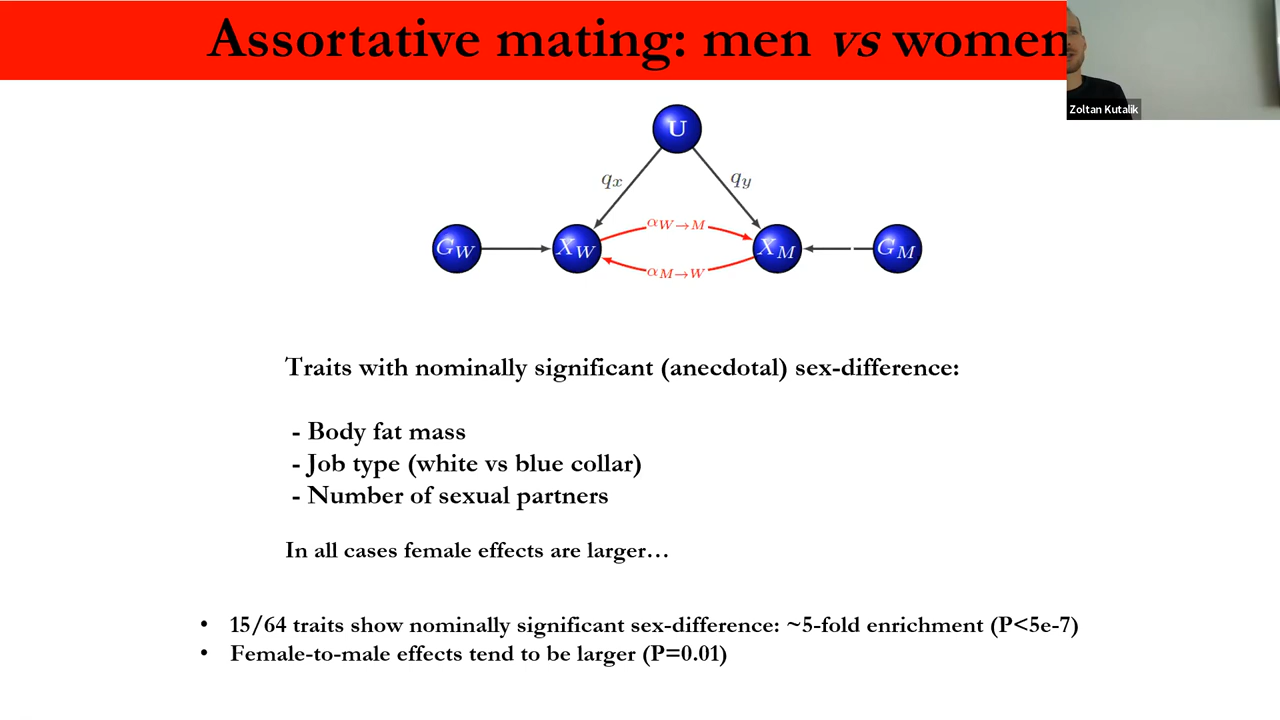 Assortative mating: men vs women
Zoltan Kutalik
U
qx
qy
αW→M
GW
XW
XM
GM
αM→W
Traits with nominally significant (anecdotal) sex-difference:
- Body fat mass
- Job type (white vs blue collar)
- Number of sexual partners
In all cases female effects are larger…
• 15/64 traits show nominally significant sex-difference: ~5-fold enrichment (P<5e-7)
• Female-to-male effects tend to be larger (P=0.01)